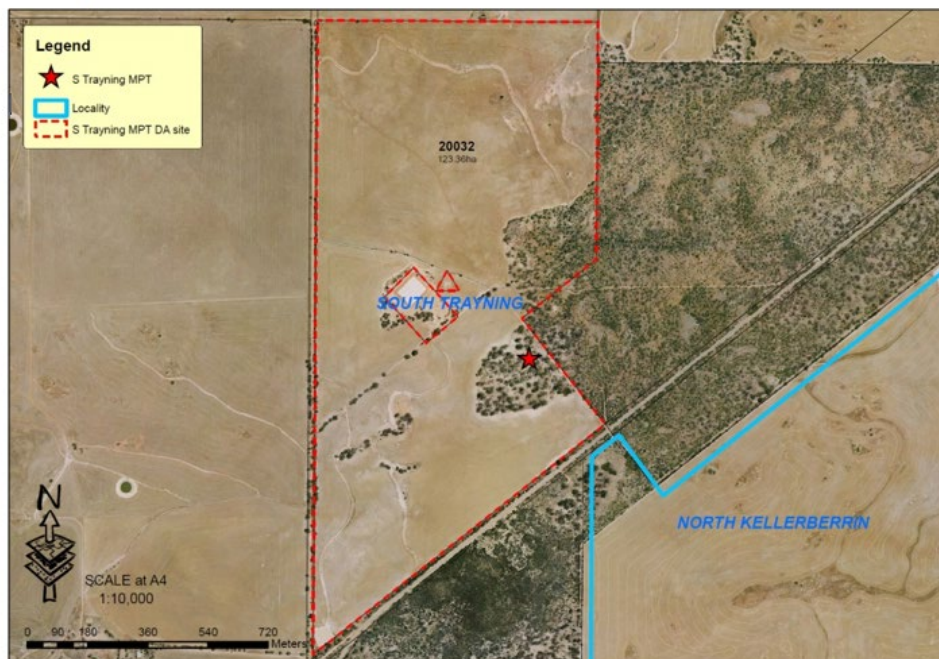 Legend
S Trayning MPT
Locality
S Trayning MPT DA site
20032
123.36ha
SOUTH TRAYNING
NORTH KELLERBERRIN
N
SCALE at A4
1:10,000
0 90 180 360 540 720
Meters